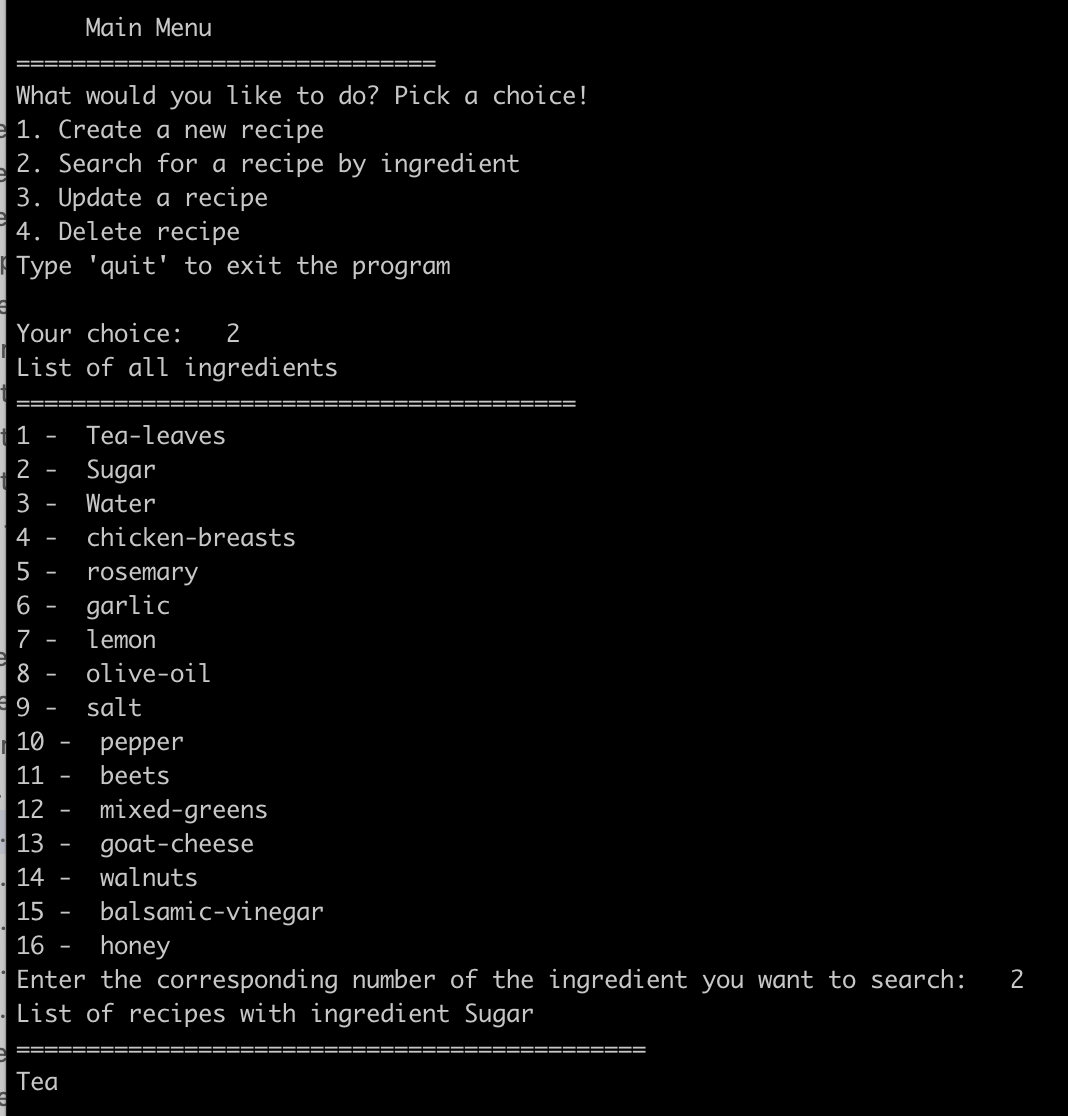 Main Menu
==============================
What would you like to do? Pick a choice!
1. Create a new recipe
2. Search for a recipe by ingredient
3. Update a recipe
4. Delete recipe
Type 'quit' to exit the program
Your choice:   2
List of all ingredients
========================================
1 -  Tea-leaves
2 -  Sugar
3 -  Water
4 -  chicken-breasts
5 -  rosemary
6 -  garlic
7 -  lemon
8 -  olive-oil
9 -  salt
10 -  pepper
11 -  beets
12 -  mixed-greens
13 -  goat-cheese
14 -  walnuts
15 -  balsamic-vinegar
16 -  honey
Enter the corresponding number of the ingredient you want to search:   2
List of recipes with ingredient Sugar
=============================================
Tea